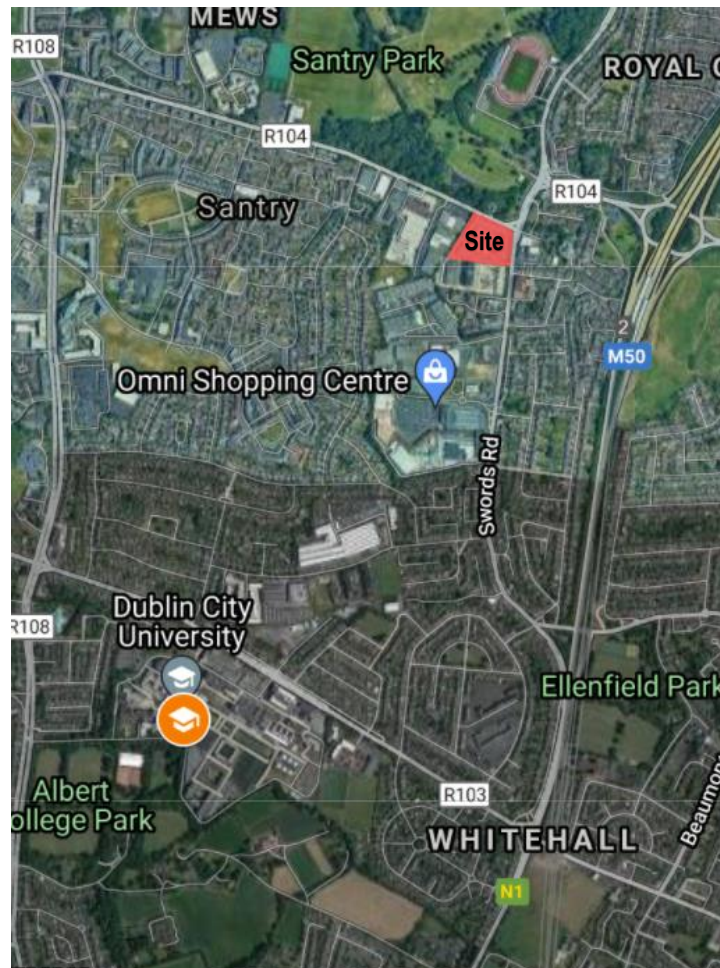 MEWS
R108
Santry Park
ROYAL
R104
R104
Santry
Site
2
M50
Omni Shopping Centre
Swords Rd
Dublin City
University
R108
Ellenfield Park
Albert
ollege Park
R103
Beaumon
WHITEHALL
N1